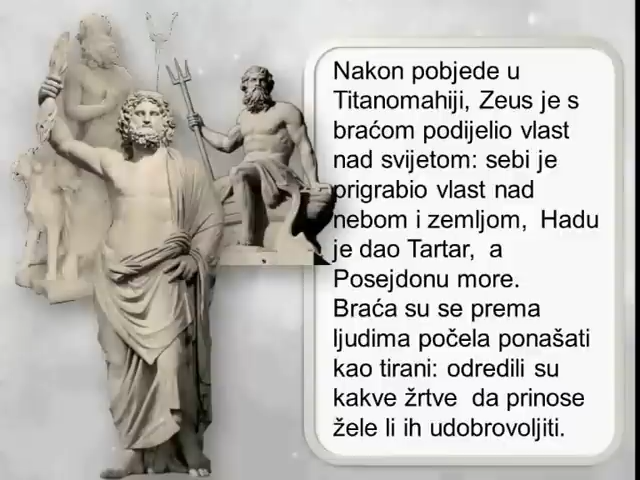 Nakon pobjede u
Titanomahiji, Zeus je s
braćom podijelio vlast
nad svijetom: sebi je
prigrabio vlast nad
nebom i zemljom,  Hadu
je dao Tartar,  a
Posejdonu more.
Braća su se prema
ljudima počela ponašati
kao tirani: odredili su
kakve žrtve  da prinose
žele li ih udobrovoljiti.